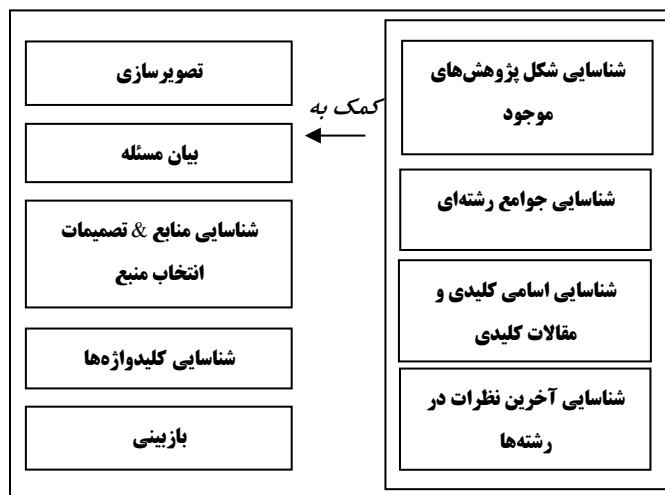 شناسایی شکل پژوهش‌های
موجود
شناسایی جوامع رشته‌ای
شناسایی اسامی کلیدی و
مقالات کلیدی
شناسایی آخرین نظرات در
رشته‌ها
کمک به
تصویرسازی
بیان مسئله
شناسایی منابع & تصمیمات
انتخاب منبع
شناسایی کلیدواژه‌ها
بازبینی